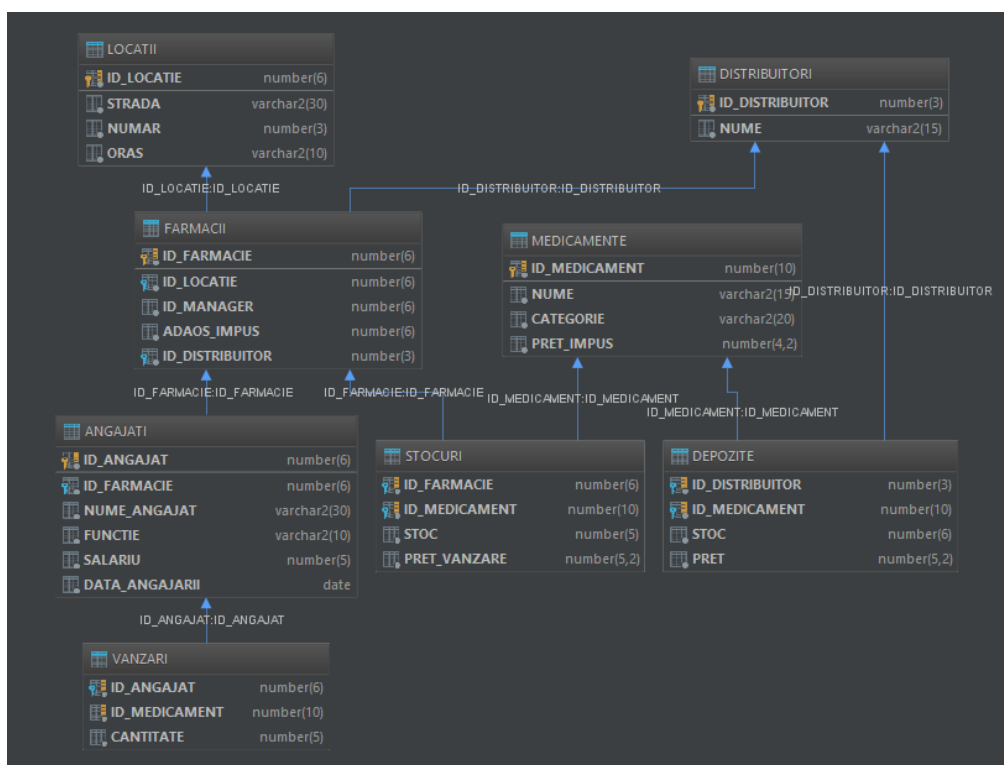 LOCATII
ID_LOCATIE number(6)
STRADA varchar2(30)
NUMAR number(3)
ORAS varchar2(10)
DISTRIBUITORI
ID_DISTRIBUITOR number(3)
NUME varchar2(15)
ID_LOCATIE:ID_LOCATIE
ID_DISTRIBUITOR:ID_DISTRIBUITOR
FARMACII
ID_FARMACIE number(6)
ID_LOCATIE number(6)
ID_MANAGER number(6)
ADAOS_IMPUS number(6)
ID_DISTRIBUITOR number(3)
MEDICAMENTE
ID_MEDICAMENT number(10)
NUME varchar2(15)
CATEGORIE varchar2(20)
PRET_IMPUS number(4,2)
ID_DISTRIBUITOR:ID_DISTRIBUITOR
ID_FARMACIE:ID_FARMACIE
ID_FARMACIE:ID_FARMACIE
ID_MEDICAMENT:ID_MEDICAMENT
ID_MEDICAMENT:ID_MEDICAMENT
ANGAJATI
ID_ANGAJAT number(6)
ID_FARMACIE number(6)
NUME_ANGAJAT varchar2(30)
FUNCTIE varchar2(10)
SALARIU number(5)
DATA_ANGAJARII date
STOCURI
ID_FARMACIE number(6)
ID_MEDICAMENT number(10)
STOC number(5)
PRET_VANZARE number(5,2)
DEPOZITE
ID_DISTRIBUITOR number(3)
ID_MEDICAMENT number(10)
STOC number(6)
PRET number(5,2)
ID_ANGAJAT:ID_ANGAJAT
VANZARI
ID_ANGAJAT number(6)
ID_MEDICAMENT number(10)
CANTITATE number(5)